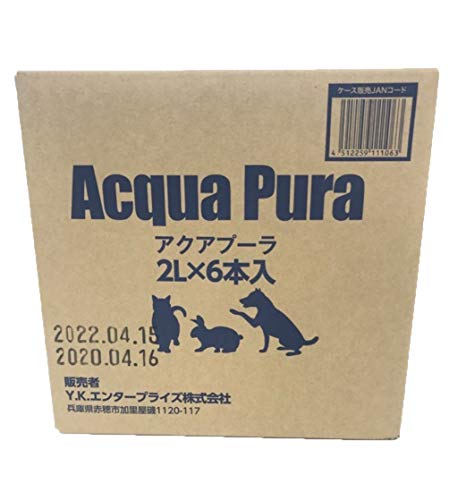 ケース販売JANコード
4 512259 111063
Acqua Pura
アクアプーラ
2L×6本入
2022.04.15
2020.04.16
販売者
Y.K.エンタープライズ株式会社
兵庫県赤穂市加里屋磯1120-117